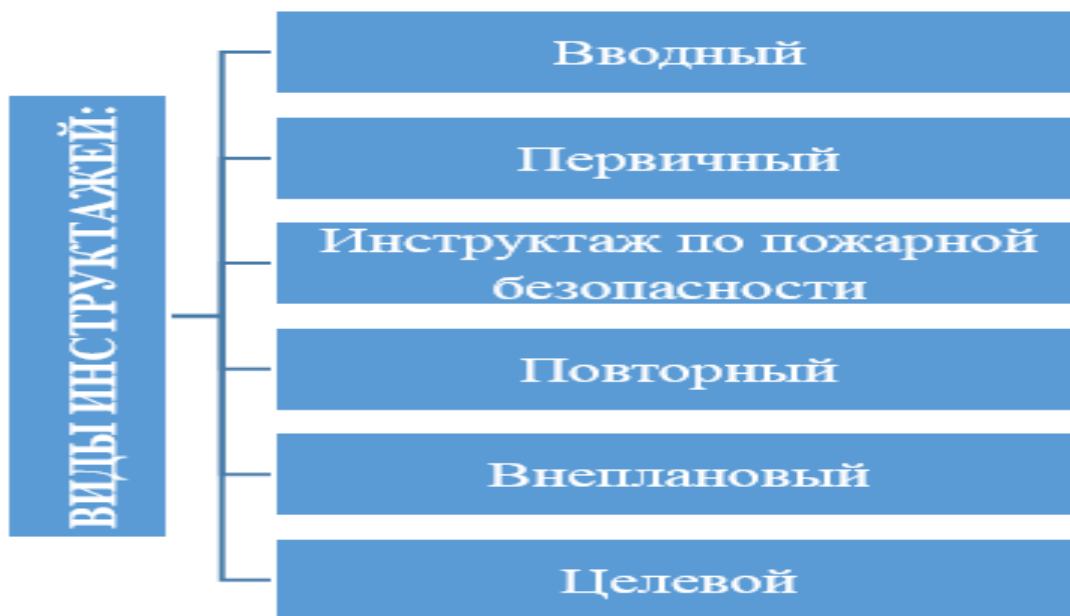 ВИДЫ ИНСТРУКТАЖЕЙ:
Вводный
Первичный
Инструктаж по пожарной
безопасности
Повторный
Внеплановый
Целевой